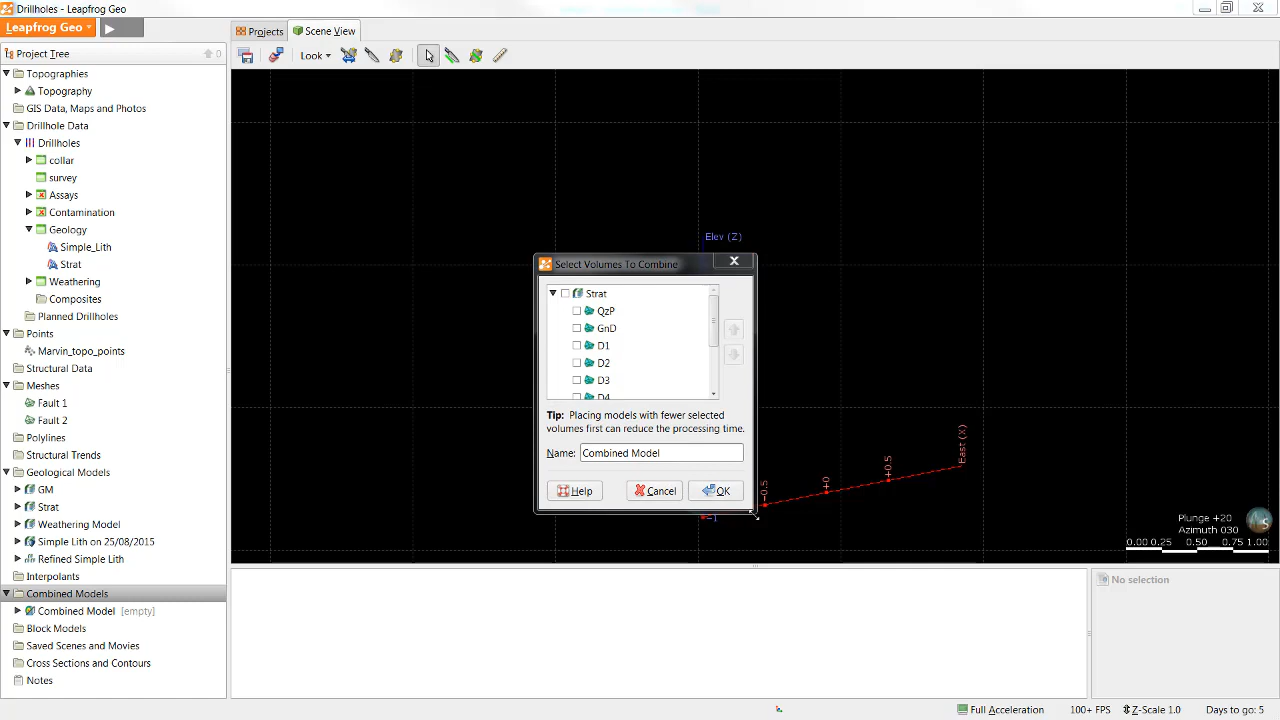 Drillholes - Leapfrog Geo
Leapfrog Geo
Projects
Scene View
Project Tree
0
Look
Topographies
Topography
GIS Data, Maps and Photos
Drillhole Data
Drillholes
collar
survey
Assays
Contamination
Geology
Simple_Lith
Strat
Weathering
Composites
Planned Drillholes
Points
Marvin_topo_points
Structural Data
Meshes
Fault 1
Fault 2
Polylines
Structural Trends
Geological Models
GM
Strat
Weathering Model
Simple Lith on 25/08/2015
Refined Simple Lith
Interpolants
Combined Models
Combined Model [empty]
Block Models
Saved Scenes and Movies
Cross Sections and Contours
Notes
Elev (Z)
Select Volumes To Combine
Strat
QzP
GnD
D1
D2
D3
D4
Tip: Placing models with fewer selected
volumes first can reduce the processing time.
Name: Combined Model
Help
Cancel
OK
−1
−0.5
+0
+0.5
East (X)
Plunge +20
Azimuth 030
0.00 0.25 0.50 0.75 1.00
S
No selection
Full Acceleration
100+ FPS
Z-Scale 1.0
Days to go: 5